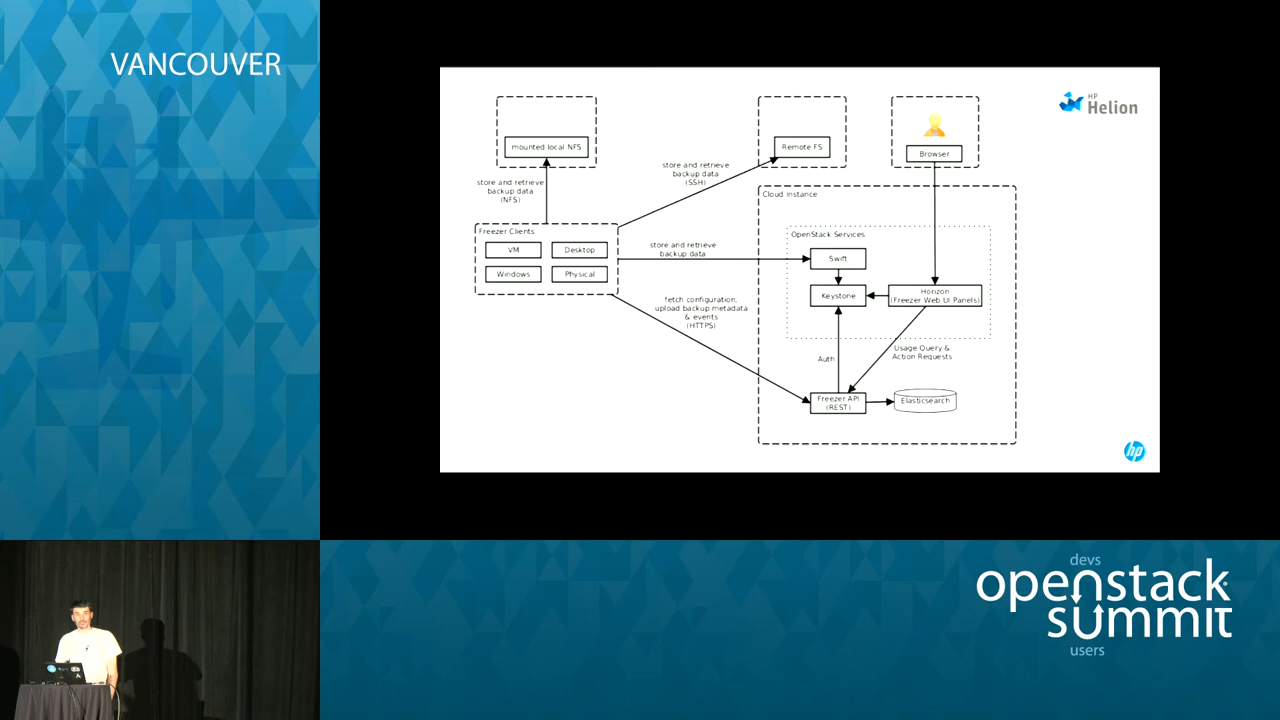 VANCOUVER
HP
Helion
mounted local NFS
Remote FS
Browser
store and retrieve
backup data
(NFS)
store and retrieve
backup data
(SSH)
Cloud Instance
Freezer Clients
VM
Desktop
Windows
Physical
store and retrieve
backup data
OpenStack Services
Swift
Keystone
Horizon
(Freezer Web UI Panels)
fetch configuration,
upload backup metadata
& events
(HTTPS)
Auth
Usage Query &
Action Requests
Freezer API
(REST)
Elasticsearch
hp
devs
openstack
summit
users